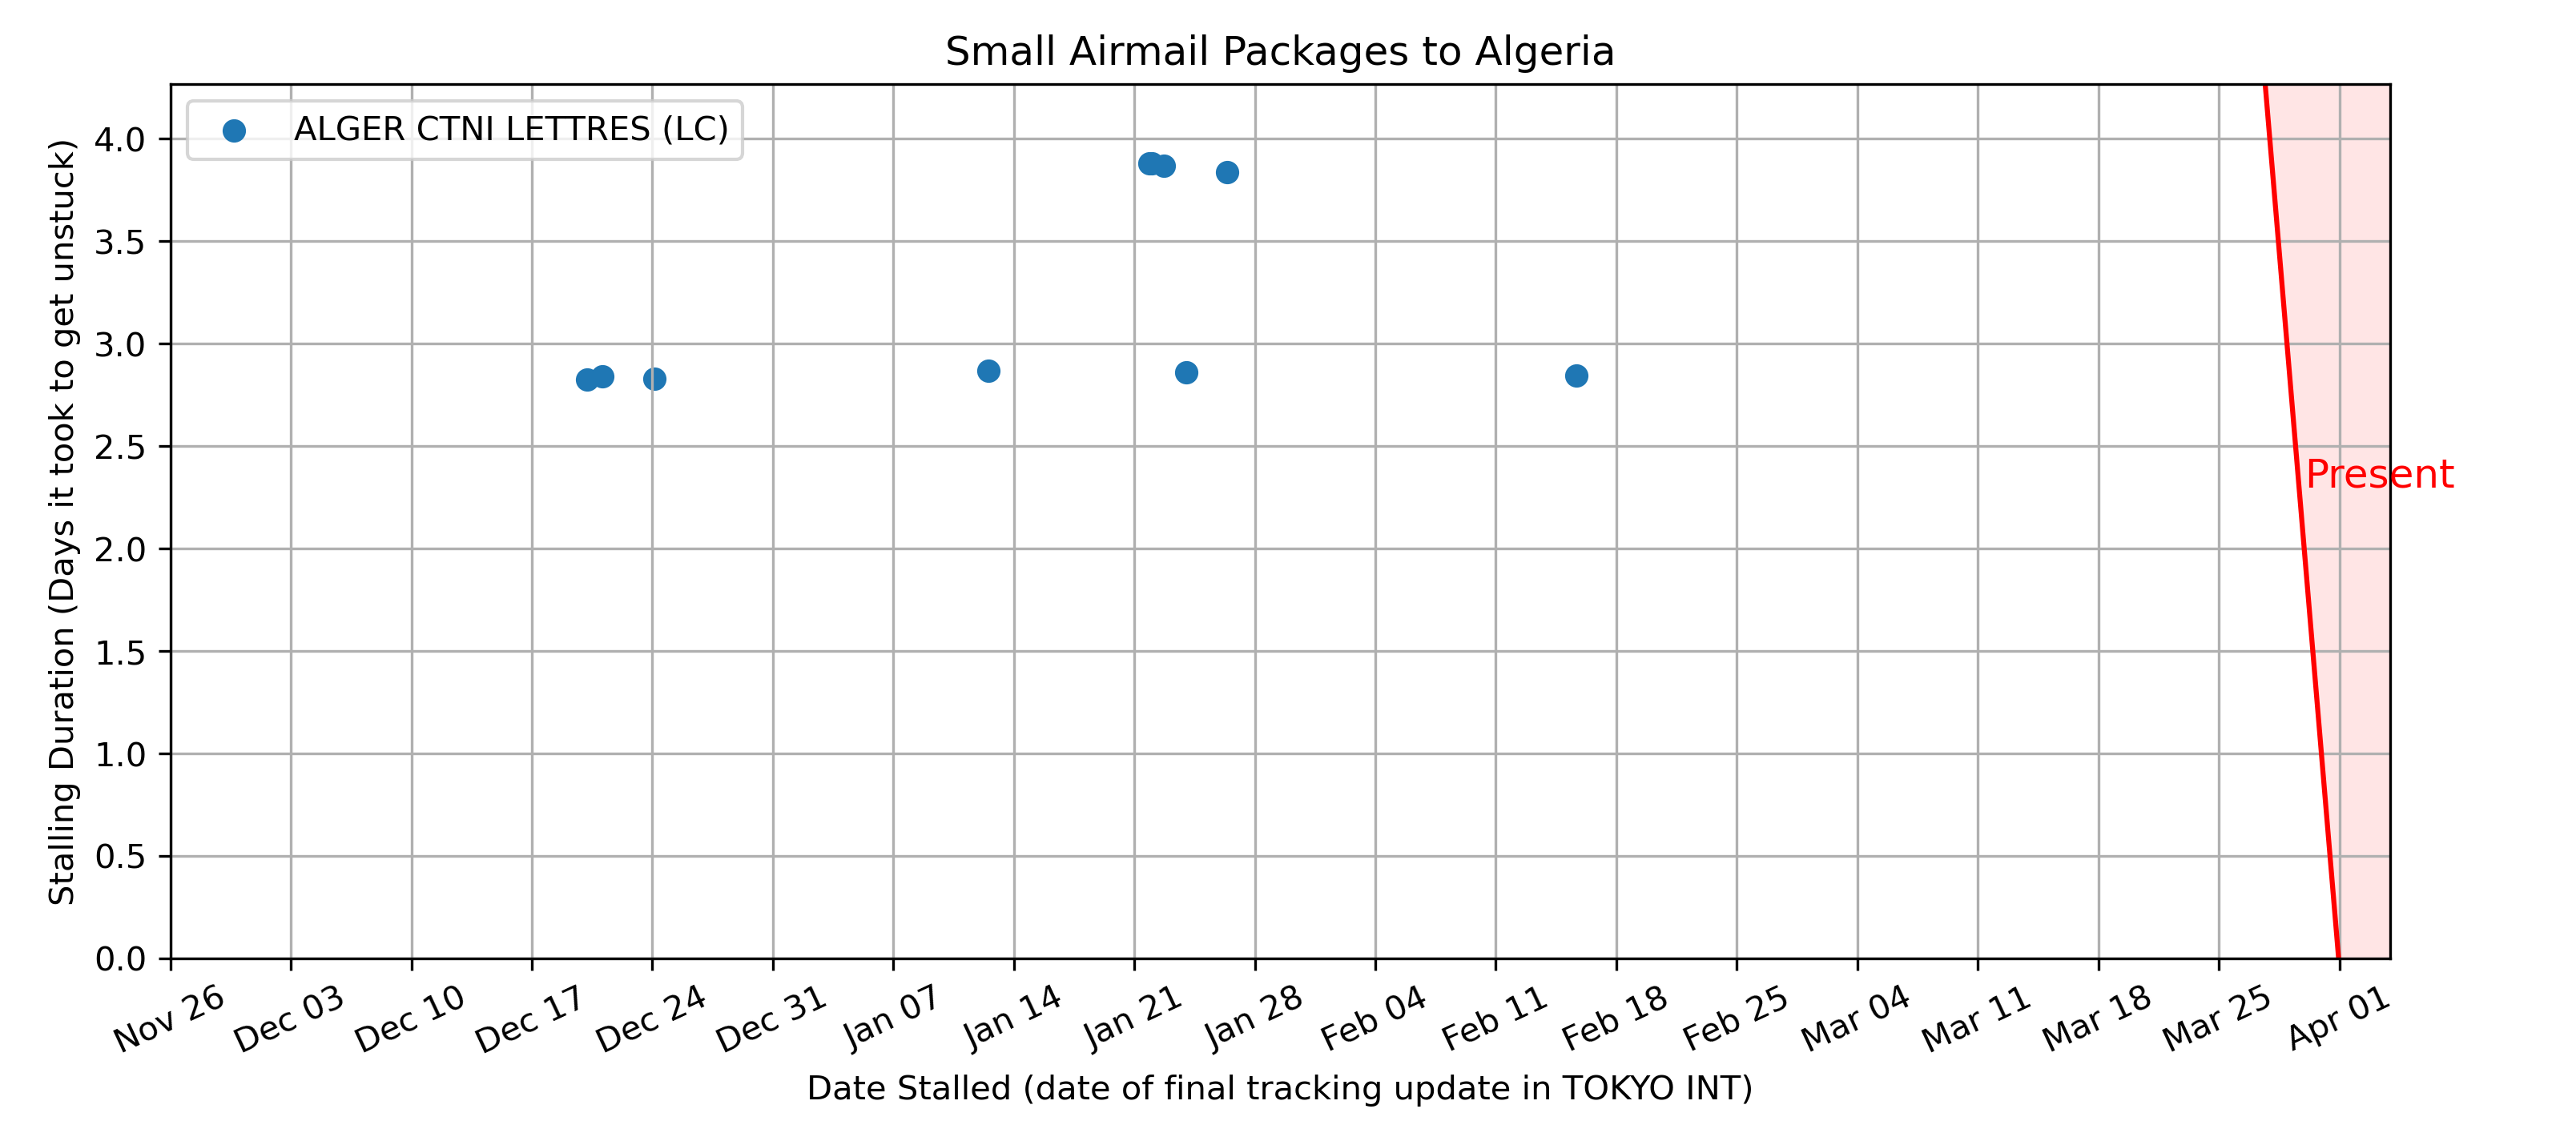 Small Airmail Packages to Algeria
ALGER CTNI LETTRES (LC)
Stalling Duration (Days it took to get unstuck)
4.0
3.5
3.0
2.5
2.0
1.5
1.0
0.5
0.0
Present
Nov 26
Dec 03
Dec 10
Dec 17
Dec 24
Dec 31
Jan 07
Jan 14
Jan 21
Jan 28
Feb 04
Feb 11
Feb 18
Feb 25
Mar 04
Mar 11
Mar 18
Mar 25
Apr 01
Date Stalled (date of final tracking update in TOKYO INT)